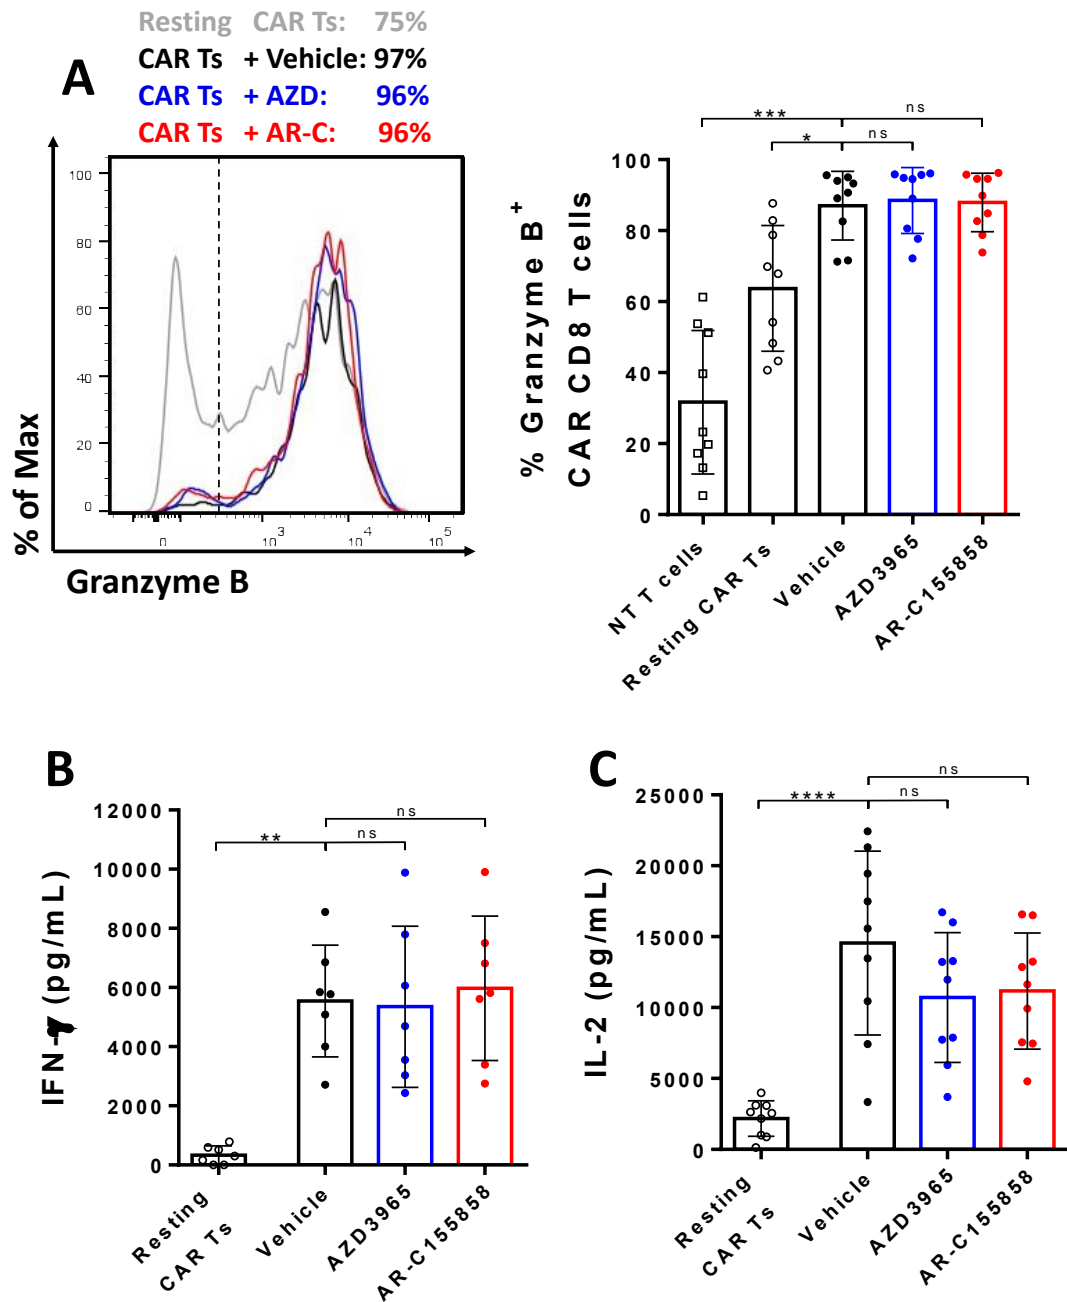 Resting CAR Ts: 75%
CAR Ts + Vehicle: 97%
CAR Ts + AZD: 96%
CAR Ts + AR-C: 96%
A
100
80
60
40
20
0
% of Max
0 10^3 10^4 10^5
Granzyme B
*** ns
* ns
% Granzyme B+
CAR CD8 T cells
100
80
60
40
20
0
NT T cells
Resting CAR Ts
Vehicle
AZD3965
AR-C155858
B
ns
** ns
IFN-γ (pg/mL)
12000
10000
8000
6000
4000
2000
0
Resting
CAR Ts
Vehicle
AZD3965
AR-C155858
C
ns
**** ns
IL-2 (pg/mL)
25000
20000
15000
10000
5000
0
Resting
CAR Ts
Vehicle
AZD3965
AR-C155858